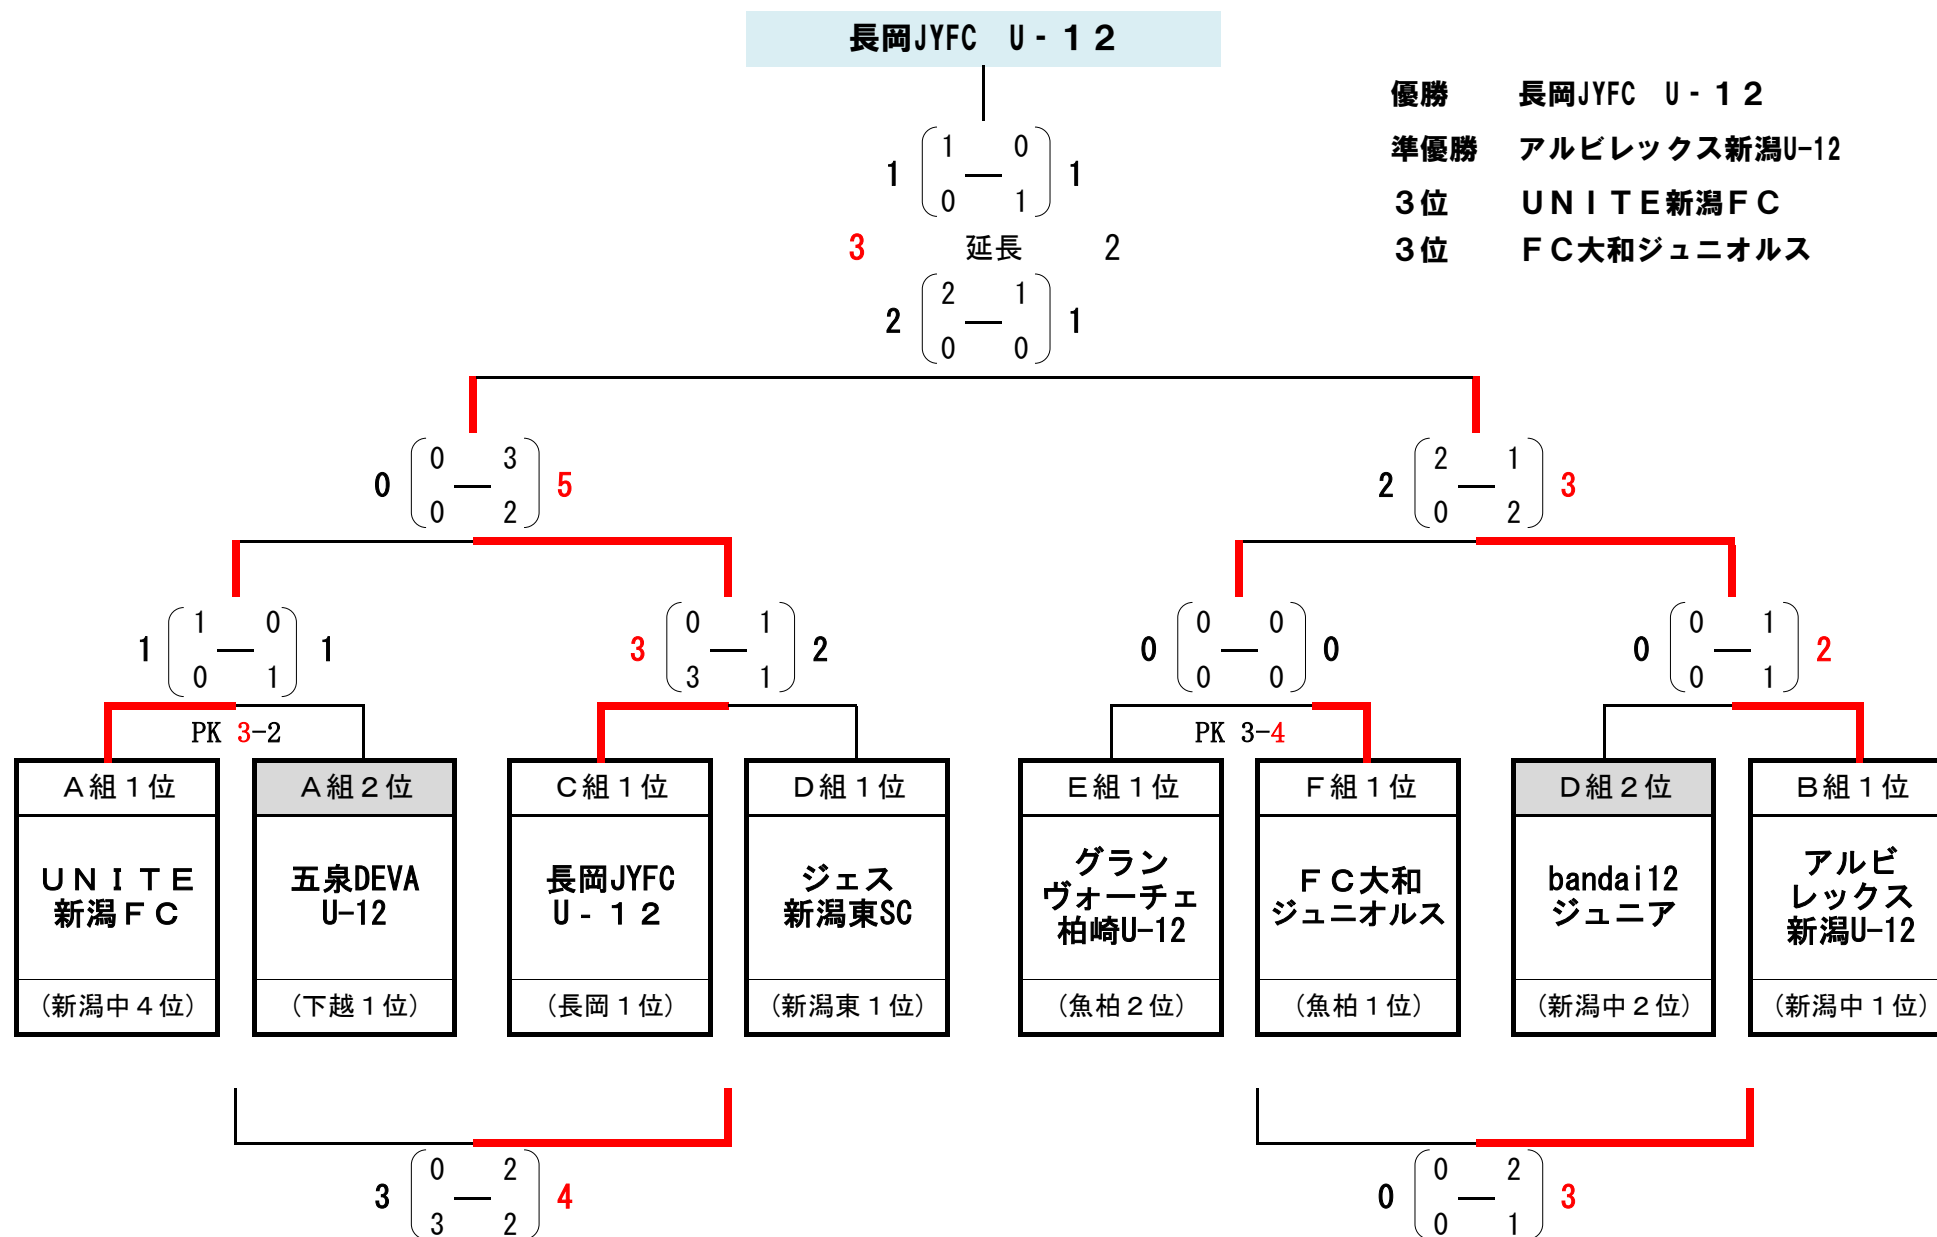 長岡JYFC　U‐１２
優勝　長岡JYFC　U‐１２
準優勝　アルビレックス新潟U-12
３位　ＵＮＩＴＥ新潟ＦＣ
３位　ＦＣ大和ジュニオルス
1　0
1 ― 1
0　1
3　延長　2
2　1
2 ― 1
0　0
0　3
0 ― 5
0　2
2　1
2 ― 3
0　2
1　0
1 ― 1
0　1
0　1
3 ― 2
3　1
0　0
0 ― 0
0　0
0　1
0 ― 2
0　1
PK 3-2
PK 3-4
Ａ組１位
ＵＮＩＴＥ
新潟ＦＣ
（新潟中４位）
Ａ組２位
五泉DEVA
U-12
（下越１位）
Ｃ組１位
長岡JYFC
U‐１２
（長岡１位）
Ｄ組１位
ジェス
新潟東SC
（新潟東１位）
Ｅ組１位
グラン
ヴォーチェ
柏崎U-12
（魚柏２位）
Ｆ組１位
ＦＣ大和
ジュニオルス
（魚柏１位）
Ｄ組２位
bandai12
ジュニア
（新潟中２位）
Ｂ組１位
アルビ
レックス
新潟U-12
（新潟中１位）
0　2
3 ― 4
3　2
0　2
0 ― 3
0　1